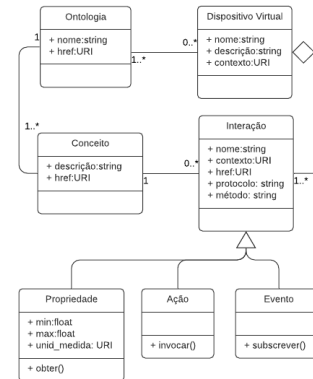 Ontologia
+ nome:string
+ href:URI
Dispositivo Virtual
+ nome:string
+ descrição:string
+ contexto:URI
1
1..*
0..*
1..*
Conceito
+ descrição:string
+ href:URI
1
0..*
Interação
+ nome:string
+ contexto:URI
+ href:URI
+ protocolo: string
+ método: string
1..*
Propriedade
+ min:float
+ max:float
+ unid_medida: URI
+ obter()
Ação
+ invocar()
Evento
+ subscrever()